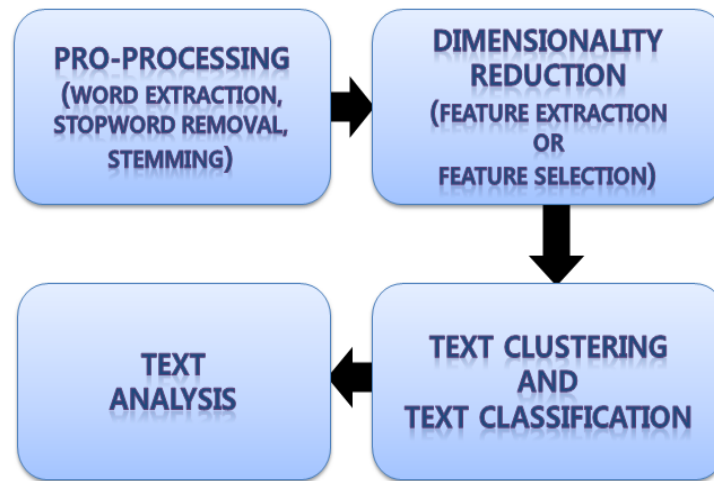 PRO-PROCESSING
(WORD EXTRACTION,
STOPWORD REMOVAL,
STEMMING)
DIMENSIONALITY
REDUCTION
(FEATURE EXTRACTION
OR
FEATURE SELECTION)
TEXT CLUSTERING
AND
TEXT CLASSIFICATION
TEXT
ANALYSIS